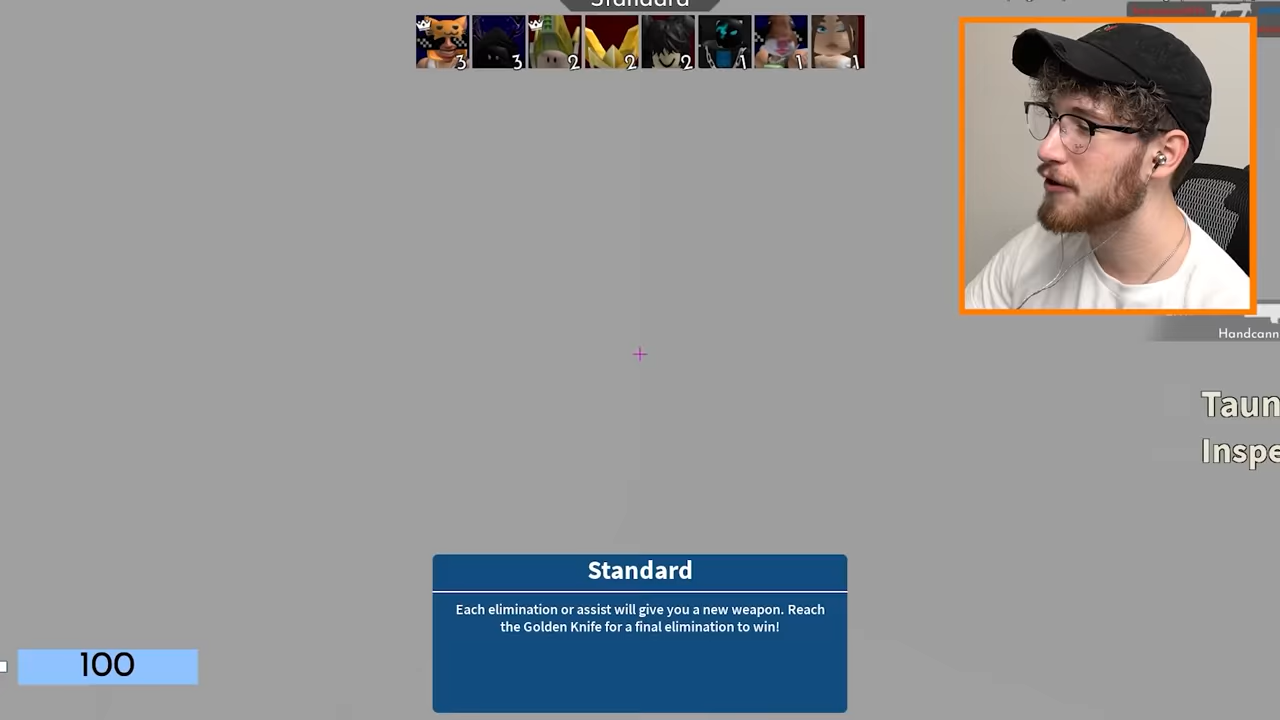 Standard
3 3 2 2 2 1 1 1
Handcann
Taun
Inspe
Standard
Each elimination or assist will give you a new weapon. Reach
the Golden Knife for a final elimination to win!
100